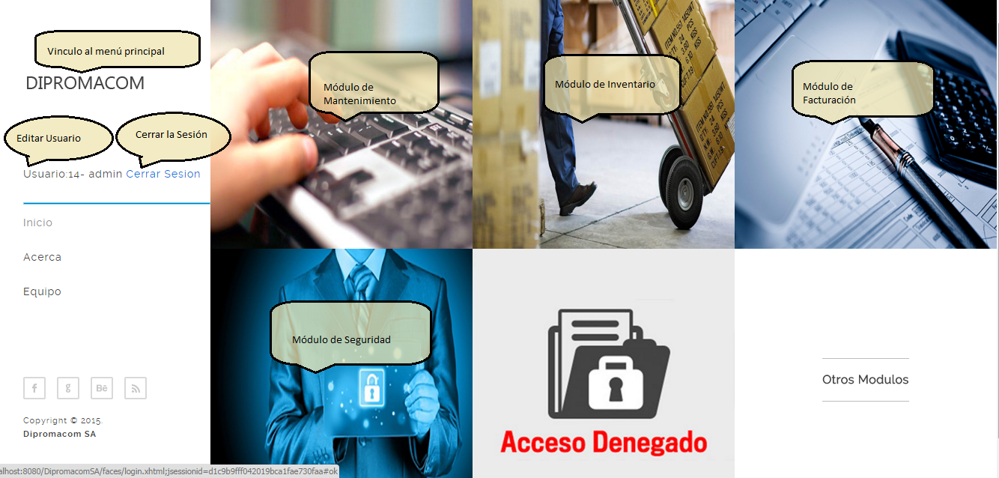 Vinculo al menú principal
DIPROMACOM
Editar Usuario
Cerrar la Sesión
Usuario:14- admin Cerrar Sesion
Inicio
Acerca
Equipo
Copyright © 2015.
Dipromacom SA
alhost:8080/DipromacomSA/faces/login.xhtml;jsessionid=d1c9b9fff042019bca1fae730faa#ok
Módulo de
Mantenimiento
Módulo de Inventario
Módulo de
Facturación
Módulo de Seguridad
Acceso Denegado
Otros Modulos